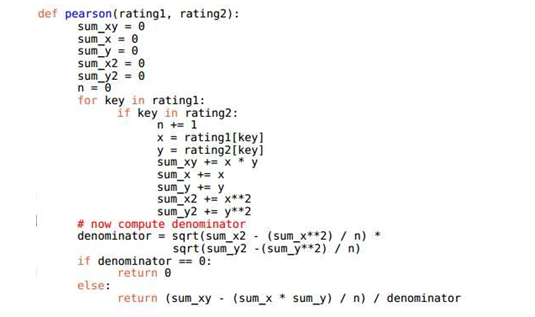 def pearson(rating1, rating2):
sum_xy = 0
sum_x = 0
sum_y = 0
sum_x2 = 0
sum_y2 = 0
n = 0
for key in rating1:
if key in rating2:
n += 1
x = rating1[key]
y = rating2[key]
sum_xy += x * y
sum_x += x
sum_y += y
sum_x2 += x**2
sum_y2 += y**2
# now compute denominator
denominator = sqrt(sum_x2 - (sum_x**2) / n) *
sqrt(sum_y2 -(sum_y**2) / n)
if denominator == 0:
return 0
else:
return (sum_xy - (sum_x * sum_y) / n) / denominator